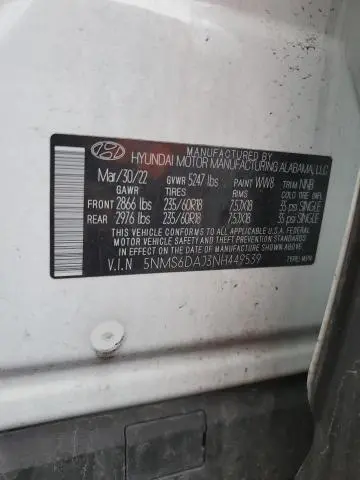 MANUFACTURED BY
HYUNDAI MOTOR MANUFACTURING ALABAMA, LLC
Mar/30/22 GVWR 5247 lbs PAINT WW8 TRIM NNB
GAWR TIRES RIMS COLD TIRE INFL
FRONT 2866 lbs 235/60R18 7.5JX18 35 psi SINGLE
REAR 2976 lbs 235/60R18 7.5JX18 35 psi SINGLE
THIS VEHICLE CONFORMS TO ALL APPLICABLE U.S.A. FEDERAL
MOTOR VEHICLE SAFETY STANDARDS IN EFFECT ON THE
DATE OF MANUFACTURE SHOWN ABOVE.
V.I.N 5NMS6DAJ3NH449539 TYPE: MPV